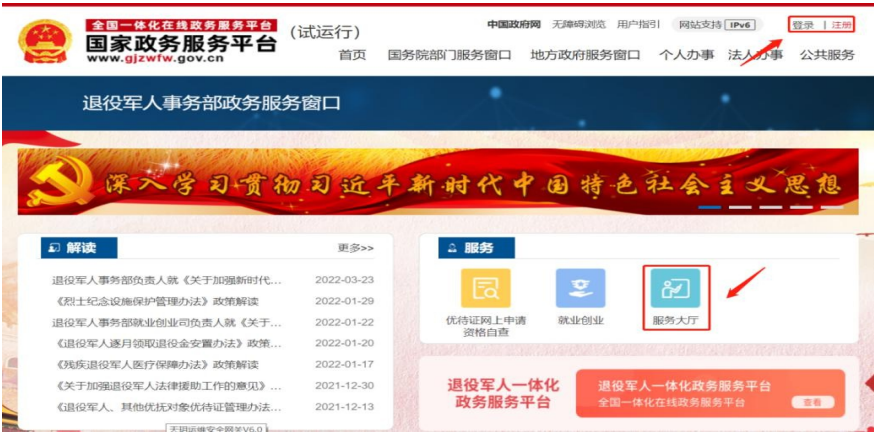 全国一体化在线政务服务平台
国家政务服务平台
www.gjzwfw.gov.cn
(试运行)
中国政府网 无障碍浏览 用户指引 网站支持 IPv6 登录 | 注册
首页 国务院部门服务窗口 地方政府服务窗口 个人办事 法人办事 公共服务
退役军人事务部政务服务窗口
深入学习贯彻习近平新时代中国特色社会主义思想
解读 更多>>
退役军人事务部负责人就《关于加强新时代... 2022-03-23
《烈士纪念设施保护管理办法》政策解读 2022-01-29
退役军人事务部就业创业司负责人就《关于... 2022-01-22
《退役军人逐月领取退役金安置办法》政策... 2022-01-20
《残疾退役军人医疗保障办法》政策解读 2022-01-17
《关于加强退役军人法律援助工作的意见》... 2021-12-30
《退役军人、其他优抚对象优待证管理办法... 2021-12-13
服务
优待证网上申请
资格自查
就业创业
服务大厅
退役军人一体化
政务服务平台
退役军人一体化政务服务平台
全国一体化在线政务服务平台
查看